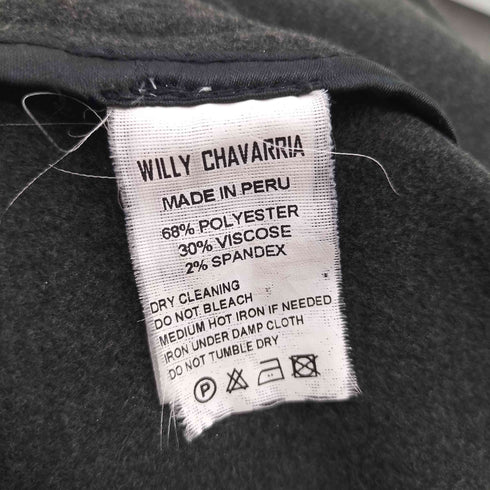 WILLY CHAVARRIA
MADE IN PERU
68% POLYESTER
30% VISCOSE
2% SPANDEX
DRY CLEANING
DO NOT BLEACH
MEDIUM HOT IRON IF NEEDED
IRON UNDER DAMP CLOTH
DO NOT TUMBLE DRY
P